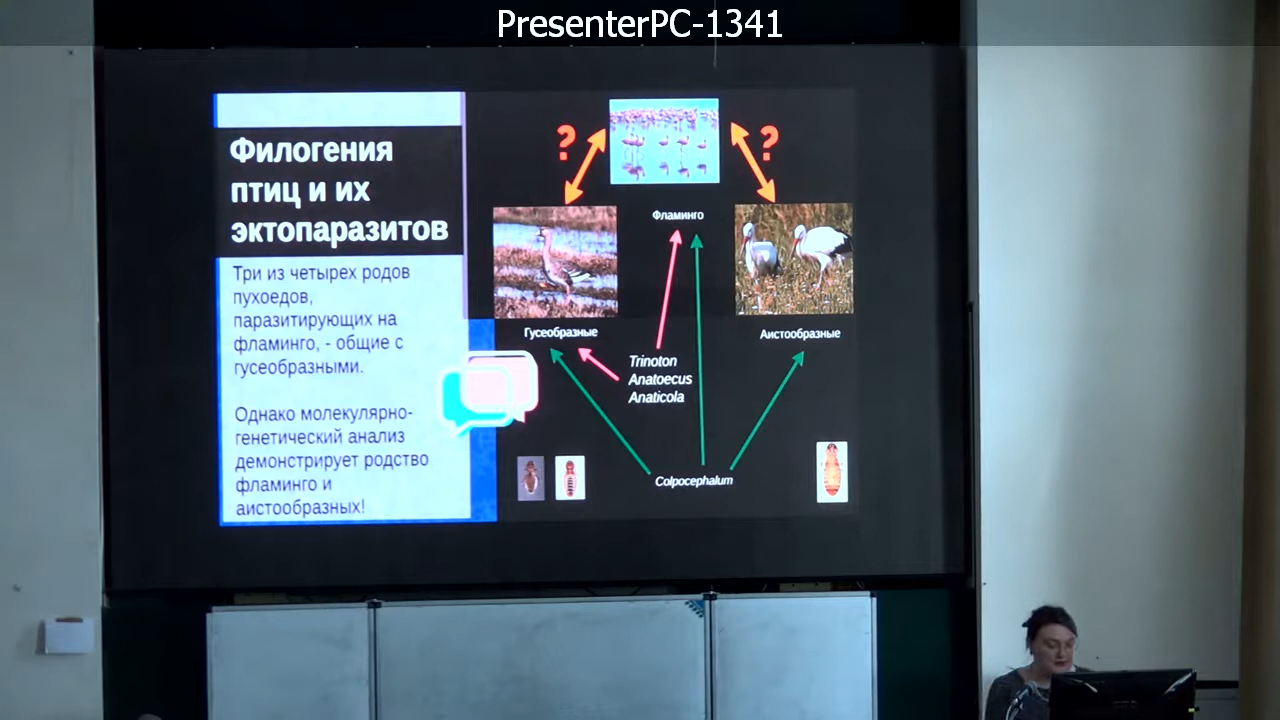 PresenterPC-1341
Филогения
птиц и их
эктопаразитов
Три из четырех родов
пухоедов,
паразитирующих на
фламинго, - общие с
гусеобразными.
Однако молекулярно-
генетический анализ
демонстрирует родство
фламинго и
аистообразных!
?
?
Фламинго
Гусеобразные
Аистообразные
Trinoton
Anatoecus
Anaticola
Colpocephalum